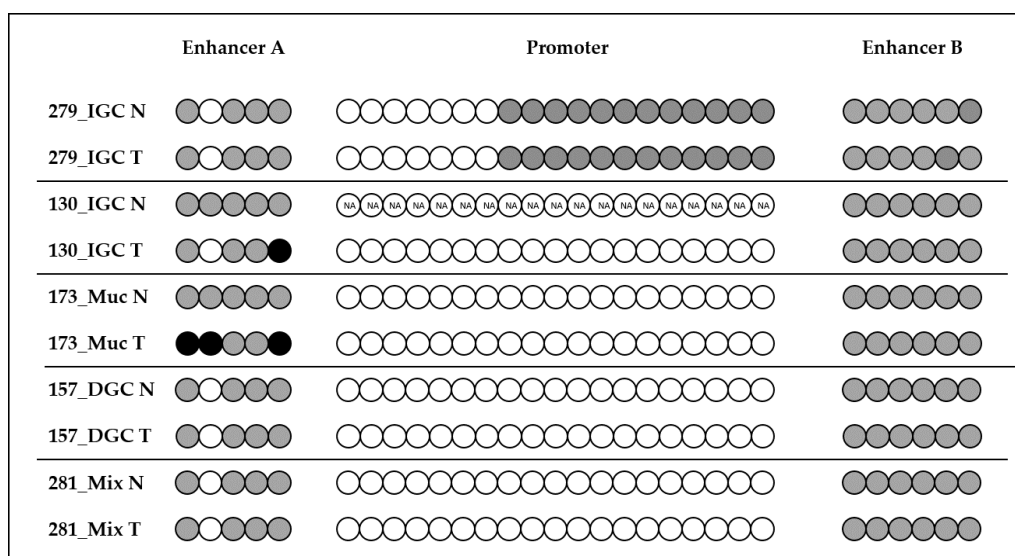 Enhancer A Promoter Enhancer B
279_IGC N
279_IGC T
130_IGC N NA NA NA NA NA NA NA NA NA NA NA NA NA NA NA NA NA NA NA
130_IGC T
173_Muc N
173_Muc T
157_DGC N
157_DGC T
281_Mix N
281_Mix T